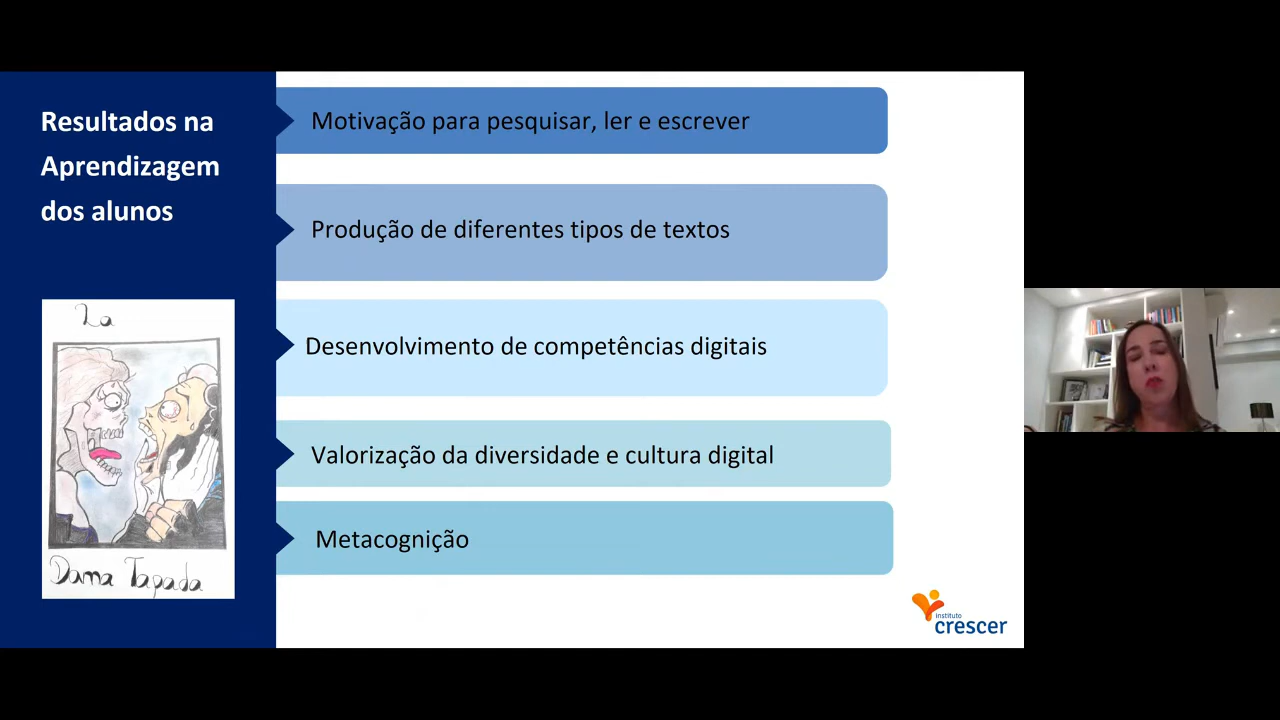 Resultados na
Aprendizagem
dos alunos
Motivação para pesquisar, ler e escrever
Produção de diferentes tipos de textos
Desenvolvimento de competências digitais
Valorização da diversidade e cultura digital
Metacognição
La
Dama Tapada
instituto
crescer